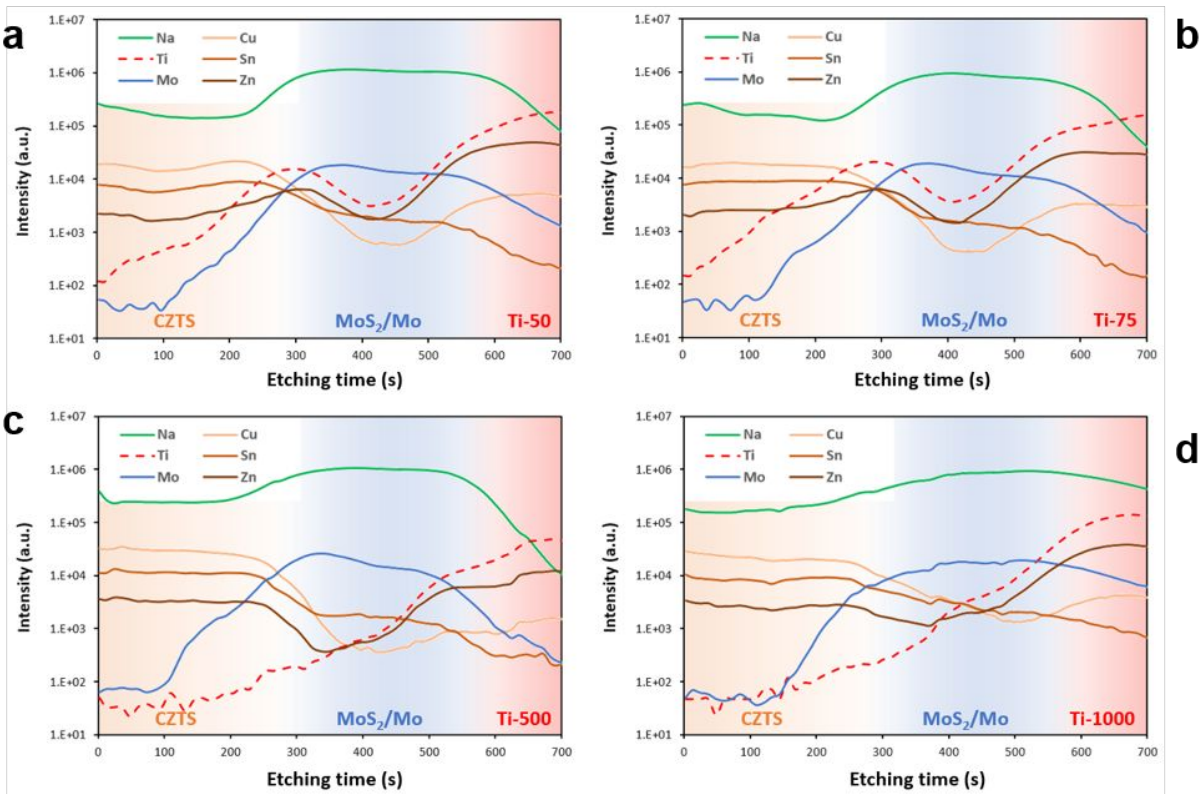 a
1.E+07
1.E+06
1.E+05
1.E+04
1.E+03
1.E+02
1.E+01
Intensity (a.u.)
Na Cu
Ti Sn
Mo Zn
CZTS MoS₂/Mo Ti-50
0 100 200 300 400 500 600 700
Etching time (s)
b
1.E+07
1.E+06
1.E+05
1.E+04
1.E+03
1.E+02
1.E+01
Intensity (a.u.)
Na Cu
Ti Sn
Mo Zn
CZTS MoS₂/Mo Ti-75
0 100 200 300 400 500 600 700
Etching time (s)
c
1.E+07
1.E+06
1.E+05
1.E+04
1.E+03
1.E+02
1.E+01
Intensity (a.u.)
Na Cu
Ti Sn
Mo Zn
CZTS MoS₂/Mo Ti-500
0 100 200 300 400 500 600 700
Etching time (s)
d
1.E+07
1.E+06
1.E+05
1.E+04
1.E+03
1.E+02
1.E+01
Intensity (a.u.)
Na Cu
Ti Sn
Mo Zn
CZTS MoS₂/Mo Ti-1000
0 100 200 300 400 500 600 700
Etching time (s)